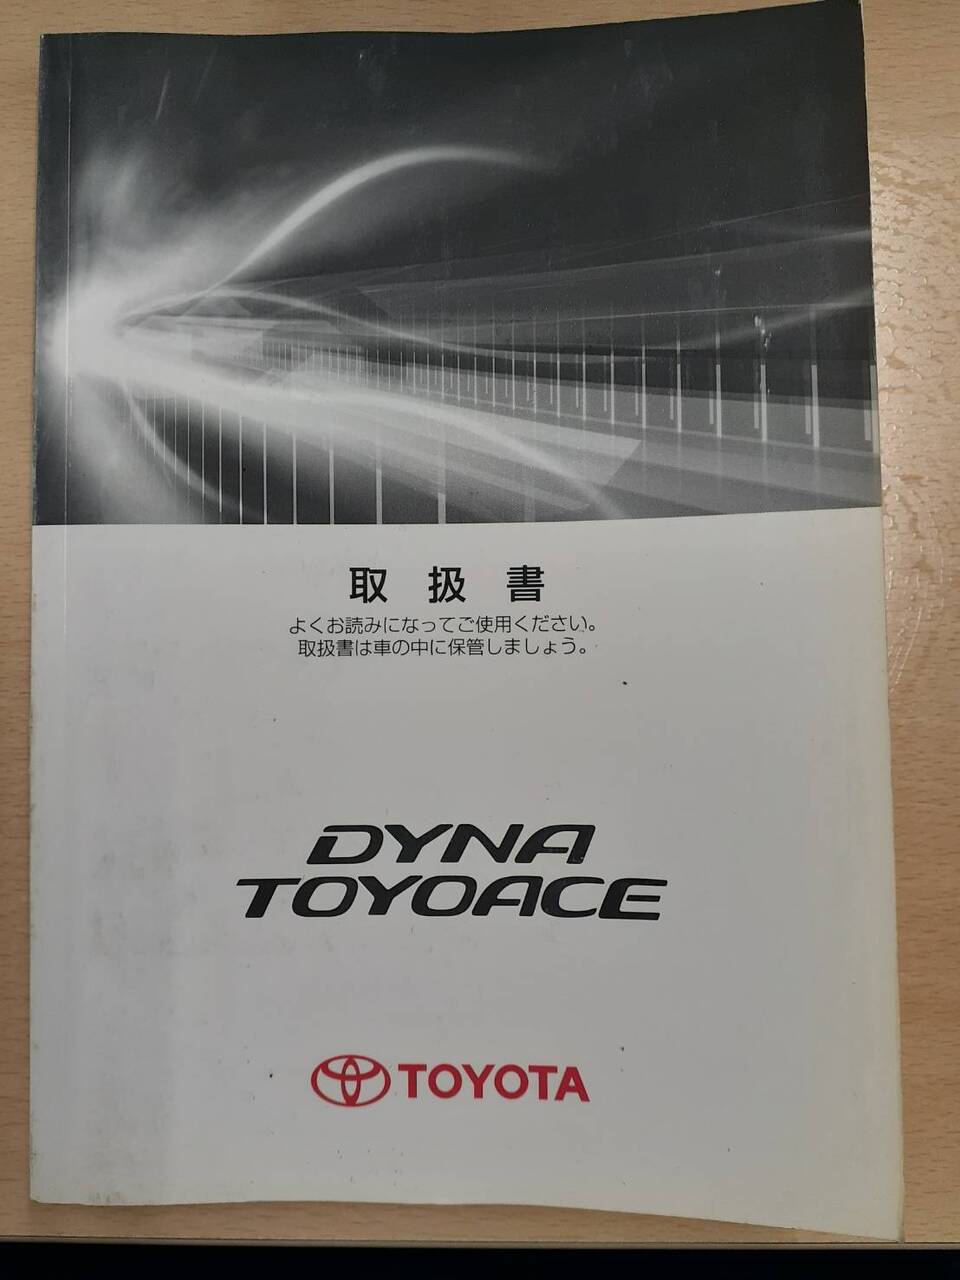 取扱書
よくお読みになってご使用ください。
取扱書は車の中に保管しましょう。
DYNA
TOYOACE
TOYOTA